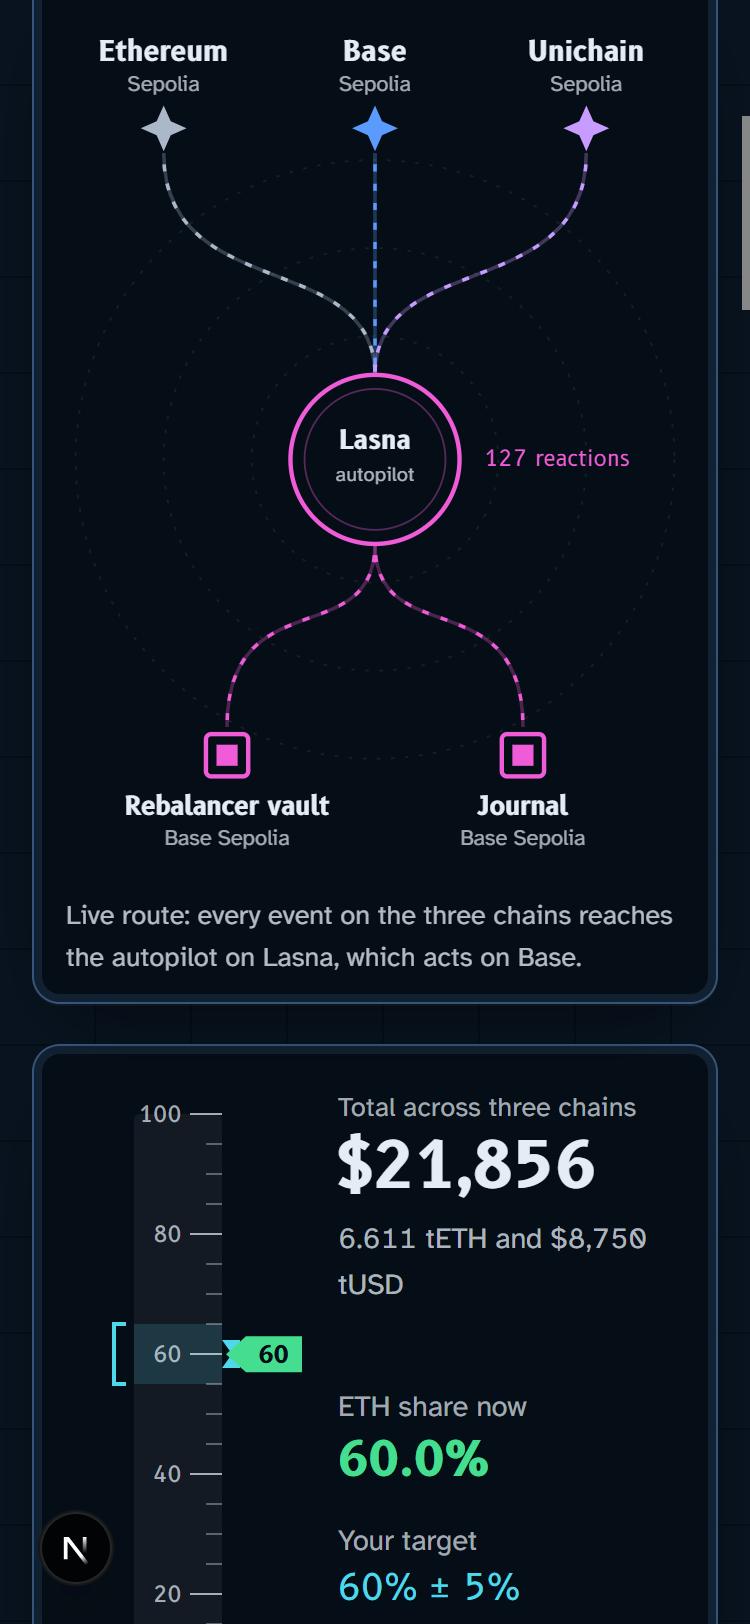 Ethereum
Sepolia
Base
Sepolia
Unichain
Sepolia
Lasna
autopilot
127 reactions
Rebalancer vault
Base Sepolia
Journal
Base Sepolia
Live route: every event on the three chains reaches
the autopilot on Lasna, which acts on Base.
100
80
60
40
20
60
Total across three chains
$21,856
6.611 tETH and $8,750
tUSD
ETH share now
60.0%
Your target
60% ± 5%
N